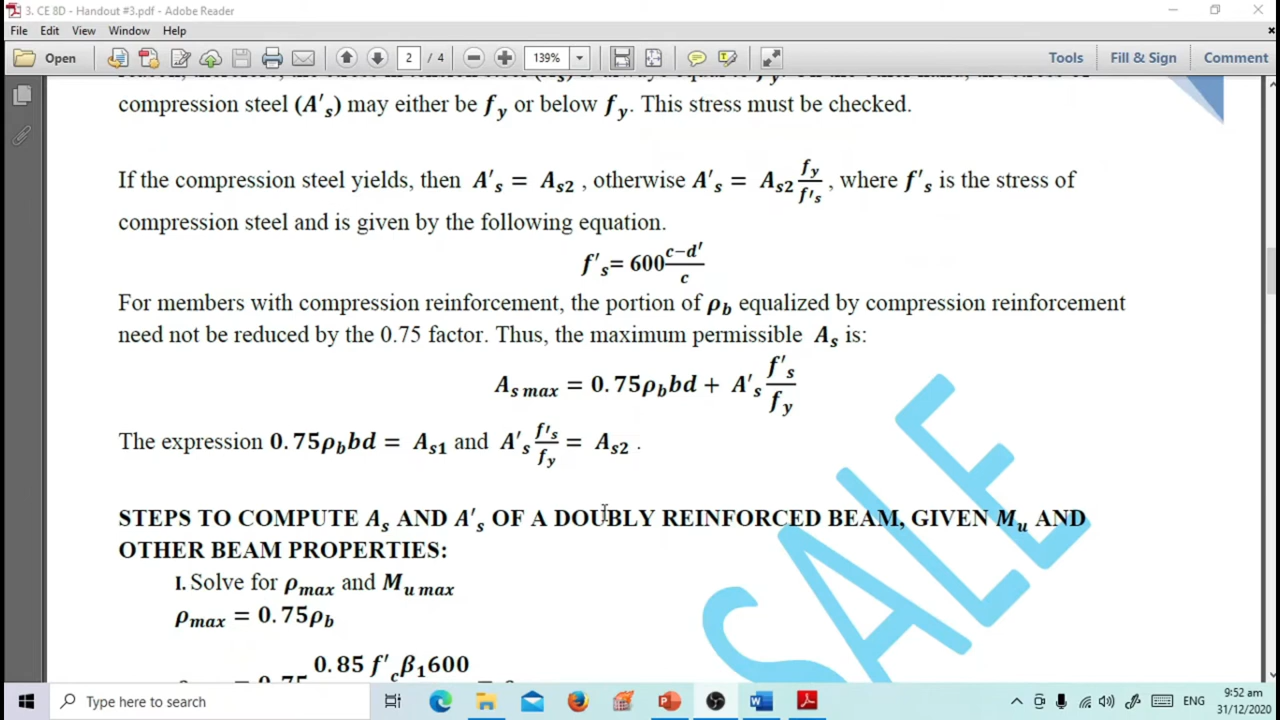 3. CE 8D - Handout #3.pdf - Adobe Reader
File Edit View Window Help
Open 2 / 4 139% Tools Fill & Sign Comment
compression steel (A′s) may either be fy or below fy. This stress must be checked.
If the compression steel yields, then A′s = As2 , otherwise A′s = As2 fy/f′s , where f′s is the stress of
compression steel and is given by the following equation.
f′s= 600 c−d′/c
For members with compression reinforcement, the portion of ρb equalized by compression reinforcement
need not be reduced by the 0.75 factor. Thus, the maximum permissible As is:
As max = 0.75ρbbd + A′s f′s/fy
The expression 0.75ρbbd = As1 and A′s f′s/fy = As2 .
STEPS TO COMPUTE As AND A′s OF A DOUBLY REINFORCED BEAM, GIVEN Mu AND
OTHER BEAM PROPERTIES:
I. Solve for ρmax and Mu max
ρmax = 0.75ρb
0.85 f′cβ1600
SALE
Type here to search
ENG
9:52 am
31/12/2020